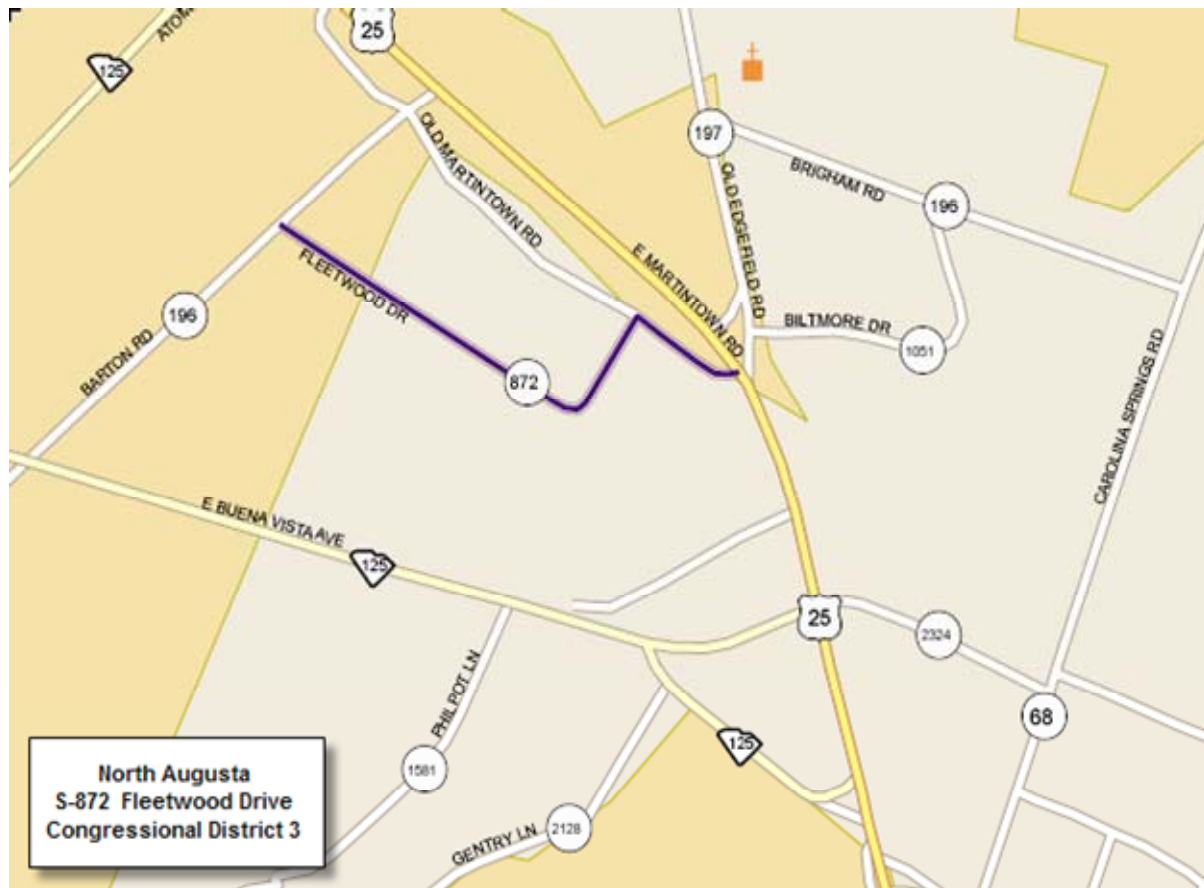 ATOM
25
125
OLD MARTINTOWN RD
197
OLD EDGEFIELD RD
BRIGHAM RD
196
E MARTINTOWN RD
FLEETWOOD DR
BILTMORE DR
1051
196
BARTON RD
872
CAROLINA SPRINGS RD
E BUENA VISTA AVE
125
25
2324
PHILPOT LN
68
125
1581
GENTRY LN
2128
North Augusta
S-872 Fleetwood Drive
Congressional District 3